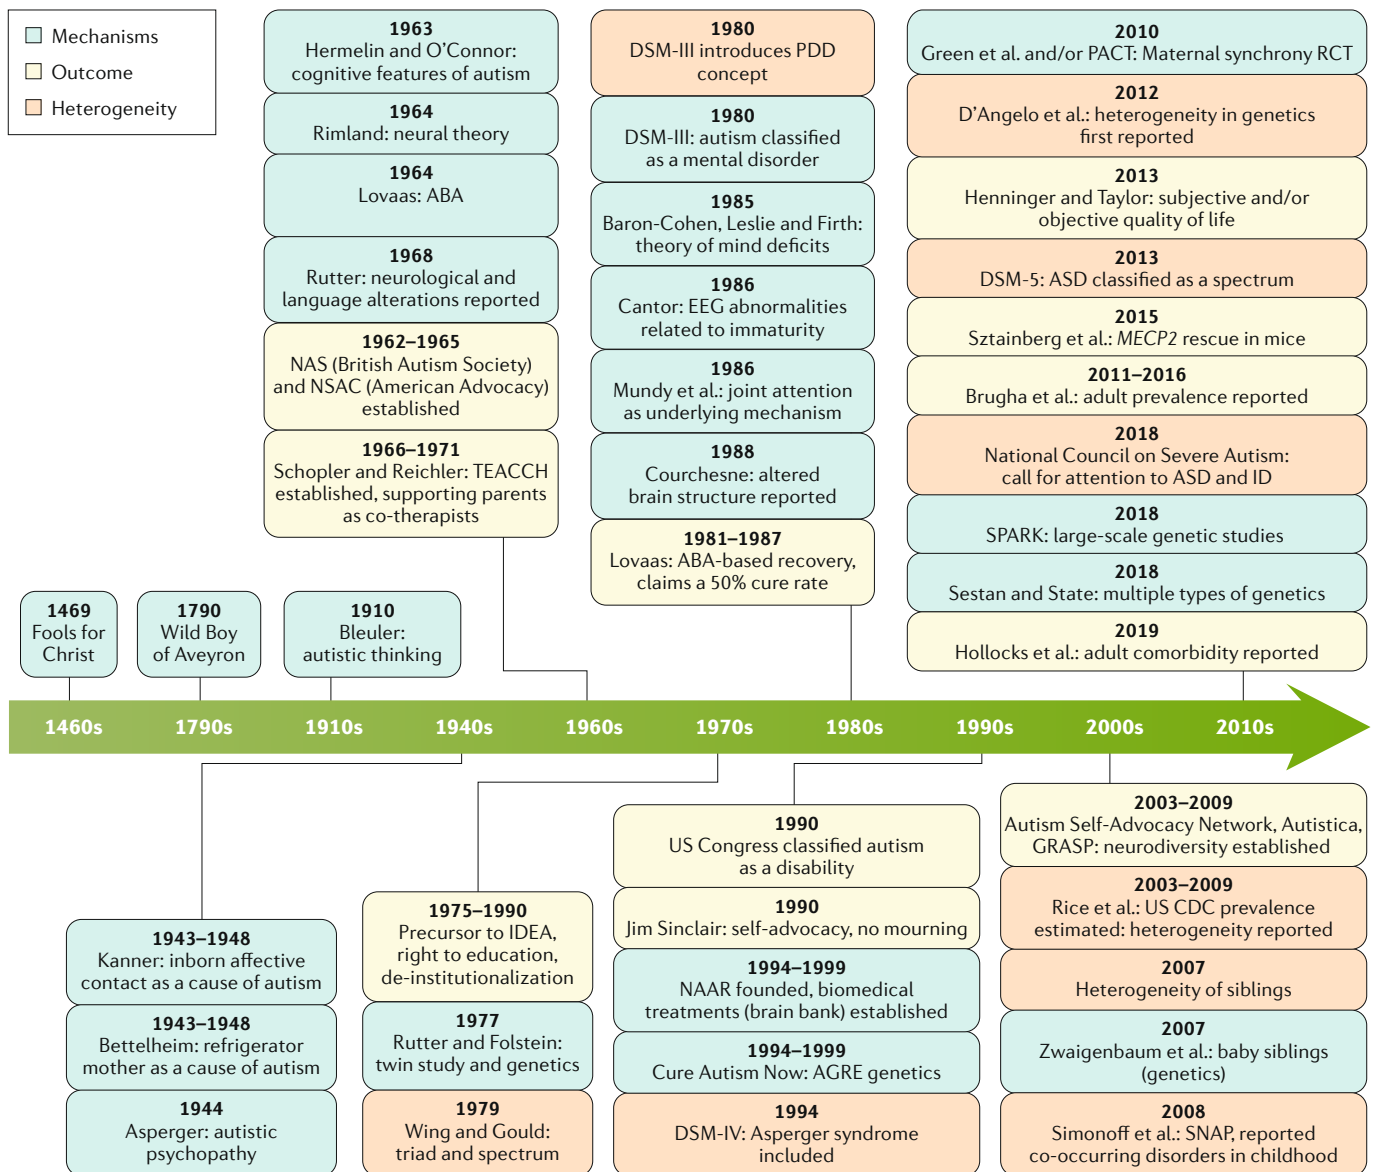 Mechanisms
Outcome
Heterogeneity
1963
Hermelin and O'Connor:
cognitive features of autism
1964
Rimland: neural theory
1964
Lovaas: ABA
1968
Rutter: neurological and
language alterations reported
1962–1965
NAS (British Autism Society)
and NSAC (American Advocacy)
established
1966–1971
Schopler and Reichler: TEACCH
established, supporting parents
as co-therapists
1980
DSM-III introduces PDD
concept
1980
DSM-III: autism classified
as a mental disorder
1985
Baron-Cohen, Leslie and Firth:
theory of mind deficits
1986
Cantor: EEG abnormalities
related to immaturity
1986
Mundy et al.: joint attention
as underlying mechanism
1988
Courchesne: altered
brain structure reported
1981–1987
Lovaas: ABA-based recovery,
claims a 50% cure rate
2010
Green et al. and/or PACT: Maternal synchrony RCT
2012
D'Angelo et al.: heterogeneity in genetics
first reported
2013
Henninger and Taylor: subjective and/or
objective quality of life
2013
DSM-5: ASD classified as a spectrum
2015
Sztainberg et al.: MECP2 rescue in mice
2011–2016
Brugha et al.: adult prevalence reported
2018
National Council on Severe Autism:
call for attention to ASD and ID
2018
SPARK: large-scale genetic studies
2018
Sestan and State: multiple types of genetics
2019
Hollocks et al.: adult comorbidity reported
1469
Fools for
Christ
1790
Wild Boy
of Aveyron
1910
Bleuler:
autistic thinking
1460s 1790s 1910s 1940s 1960s 1970s 1980s 1990s 2000s 2010s
1943–1948
Kanner: inborn affective
contact as a cause of autism
1943–1948
Bettelheim: refrigerator
mother as a cause of autism
1944
Asperger: autistic
psychopathy
1975–1990
Precursor to IDEA,
right to education,
de-institutionalization
1977
Rutter and Folstein:
twin study and genetics
1979
Wing and Gould:
triad and spectrum
1990
US Congress classified autism
as a disability
1990
Jim Sinclair: self-advocacy, no mourning
1994–1999
NAAR founded, biomedical
treatments (brain bank) established
1994–1999
Cure Autism Now: AGRE genetics
1994
DSM-IV: Asperger syndrome
included
2003–2009
Autism Self-Advocacy Network, Autistica,
GRASP: neurodiversity established
2003–2009
Rice et al.: US CDC prevalence
estimated: heterogeneity reported
2007
Heterogeneity of siblings
2007
Zwaigenbaum et al.: baby siblings
(genetics)
2008
Simonoff et al.: SNAP, reported
co-occurring disorders in childhood